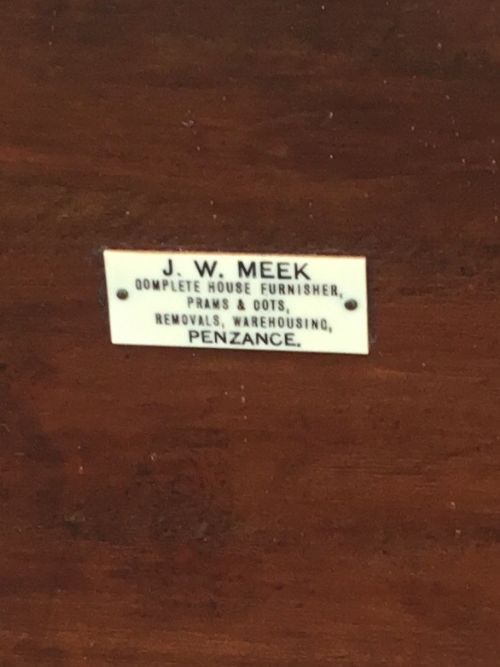 J. W. MEEK
COMPLETE HOUSE FURNISHER,
PRAMS & COTS,
REMOVALS, WAREHOUSING,
PENZANCE.